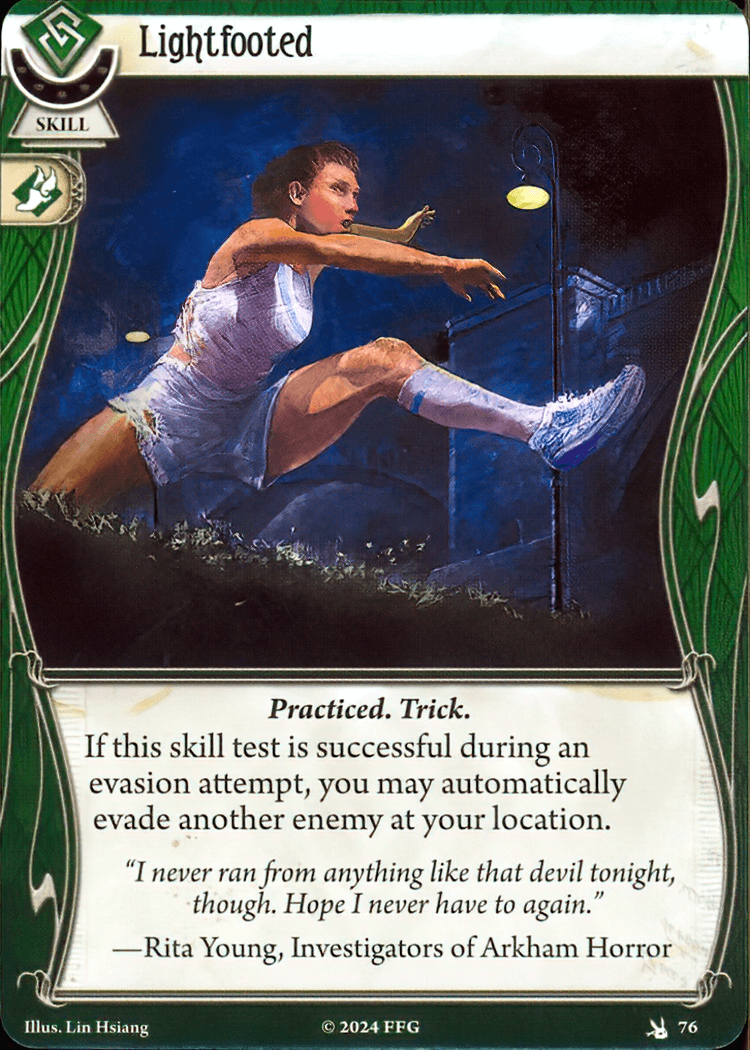 Lightfooted
SKILL
Practiced. Trick.
If this skill test is successful during an
evasion attempt, you may automatically
evade another enemy at your location.
“I never ran from anything like that devil tonight,
though. Hope I never have to again.”
—Rita Young, Investigators of Arkham Horror
Illus. Lin Hsiang
© 2024 FFG
76